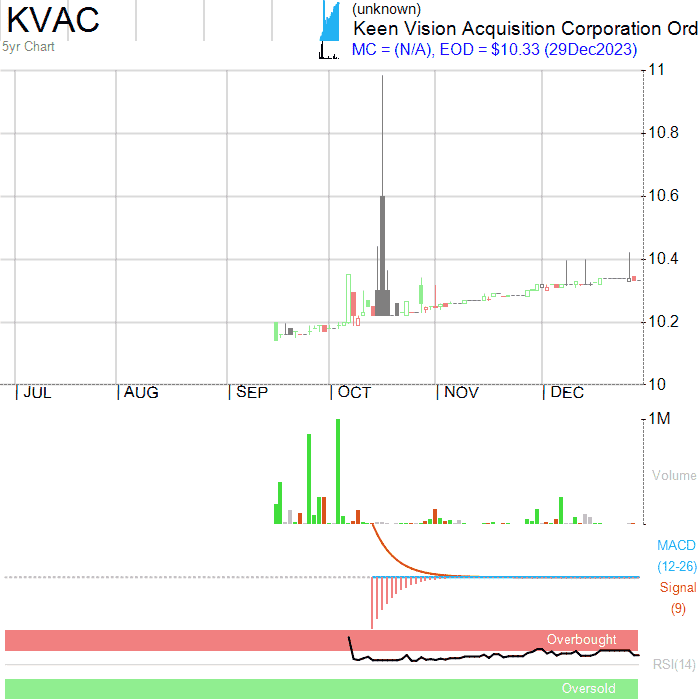 KVAC
5yr Chart
(unknown)
Keen Vision Acquisition Corporation Ord
MC = (N/A), EOD = $10.33 (29Dec2023)
11
10.8
10.6
10.4
10.2
10
JUL
AUG
SEP
OCT
NOV
DEC
1M
Volume
MACD
(12-26)
Signal
(9)
Overbought
RSI(14)
Oversold